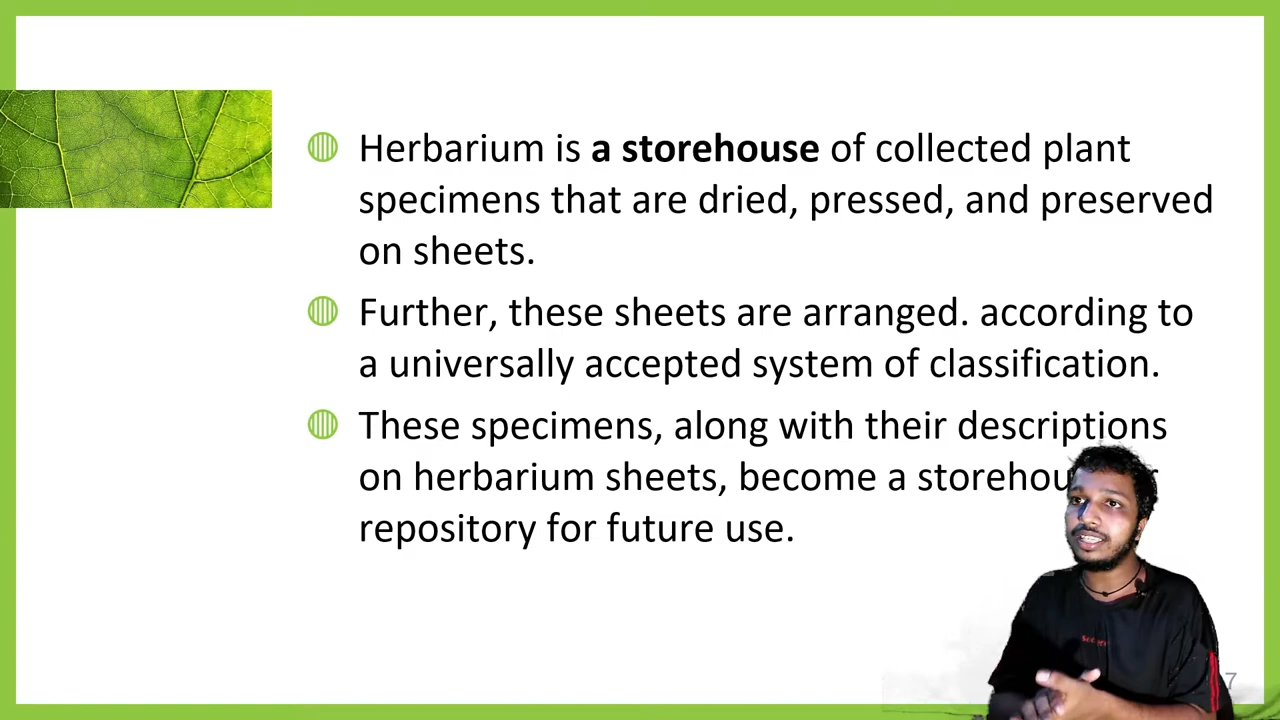 Herbarium is a storehouse of collected plant
specimens that are dried, pressed, and preserved
on sheets.
Further, these sheets are arranged. according to
a universally accepted system of classification.
These specimens, along with their descriptions
on herbarium sheets, become a
repository for future use.
7